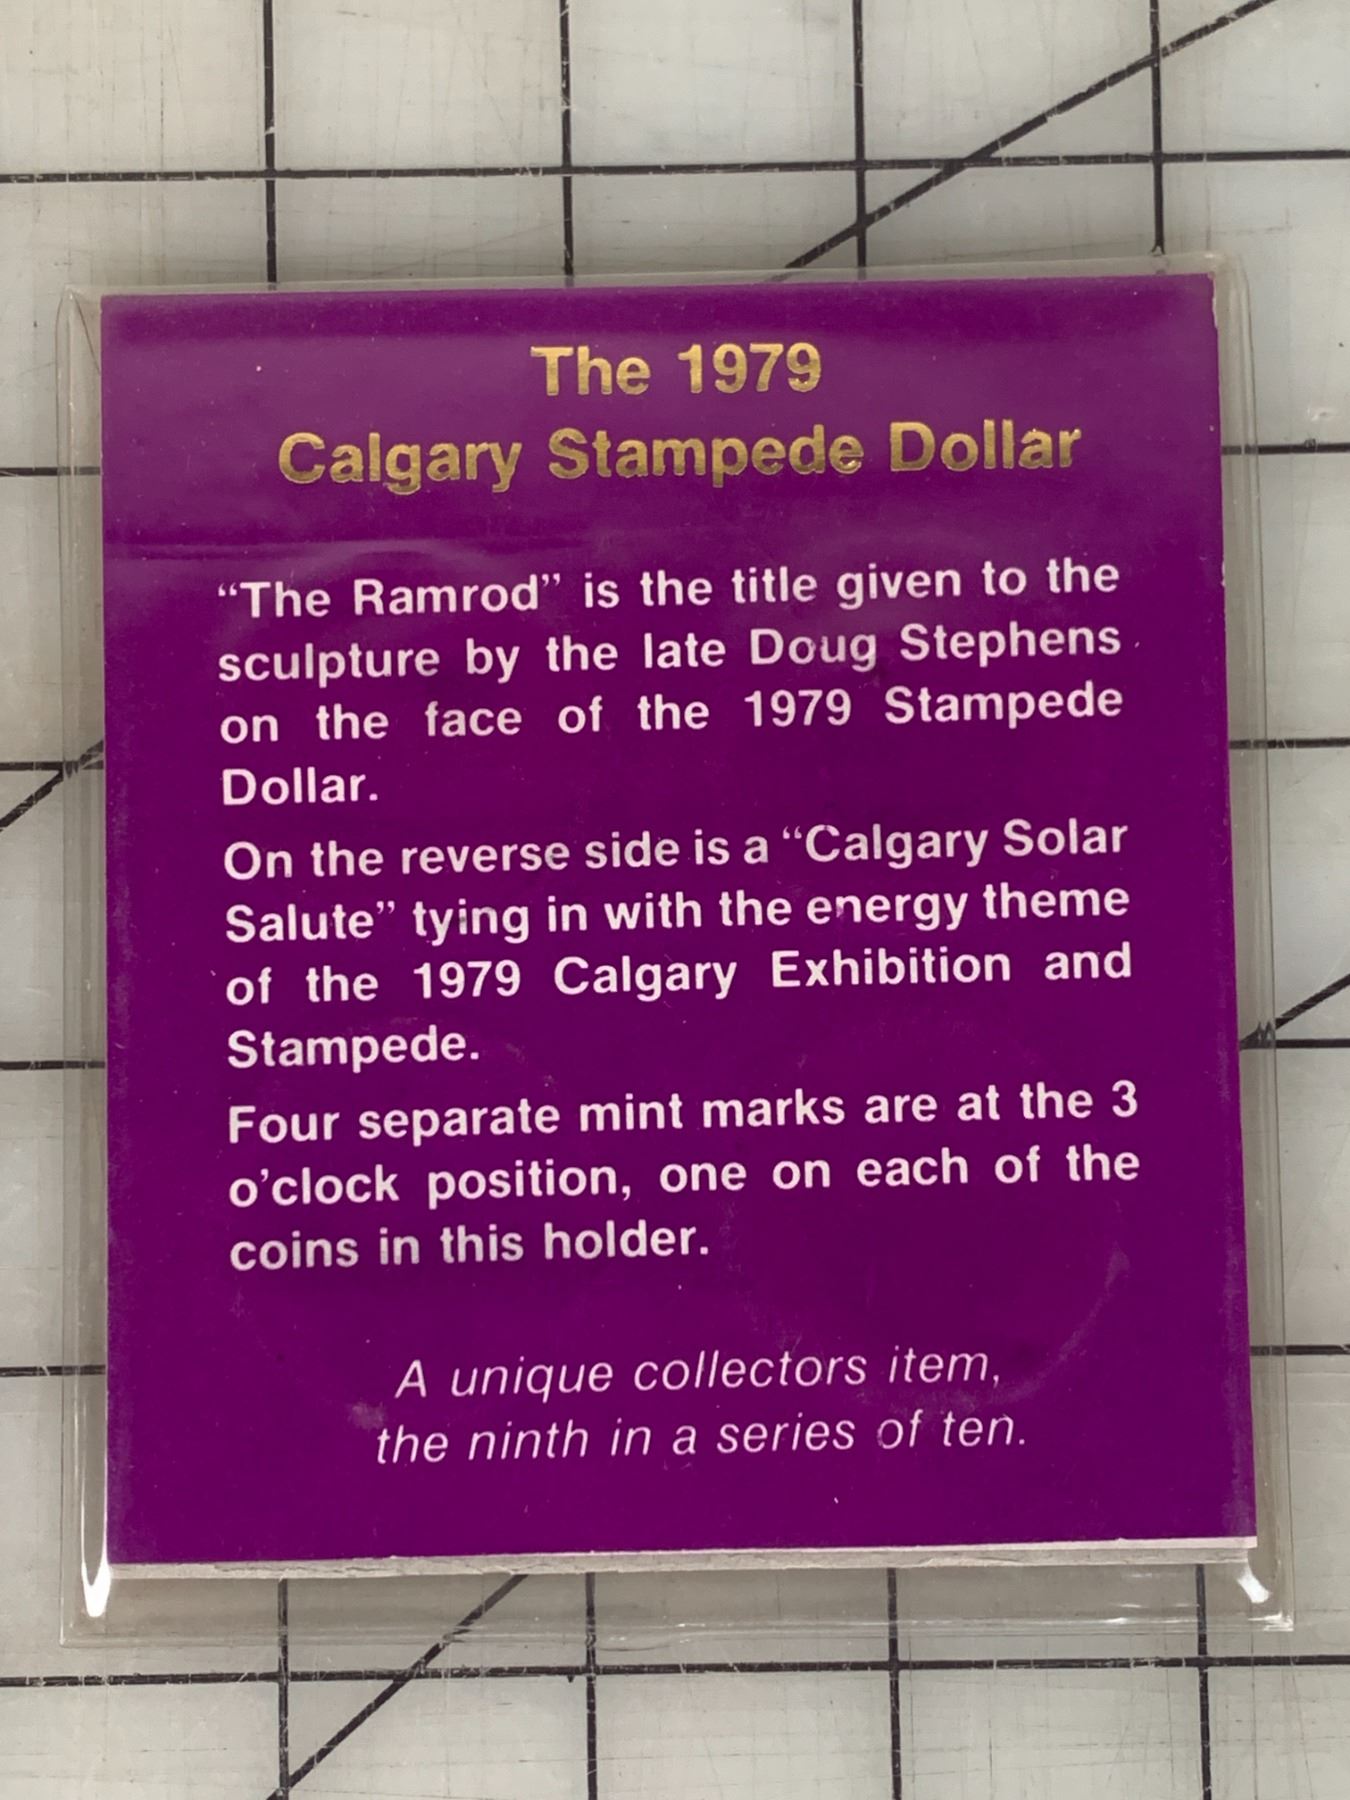 The 1979
Calgary Stampede Dollar
“The Ramrod” is the title given to the
sculpture by the late Doug Stephens
on the face of the 1979 Stampede
Dollar.
On the reverse side is a “Calgary Solar
Salute” tying in with the energy theme
of the 1979 Calgary Exhibition and
Stampede.
Four separate mint marks are at the 3
o’clock position, one on each of the
coins in this holder.
A unique collectors item,
the ninth in a series of ten.